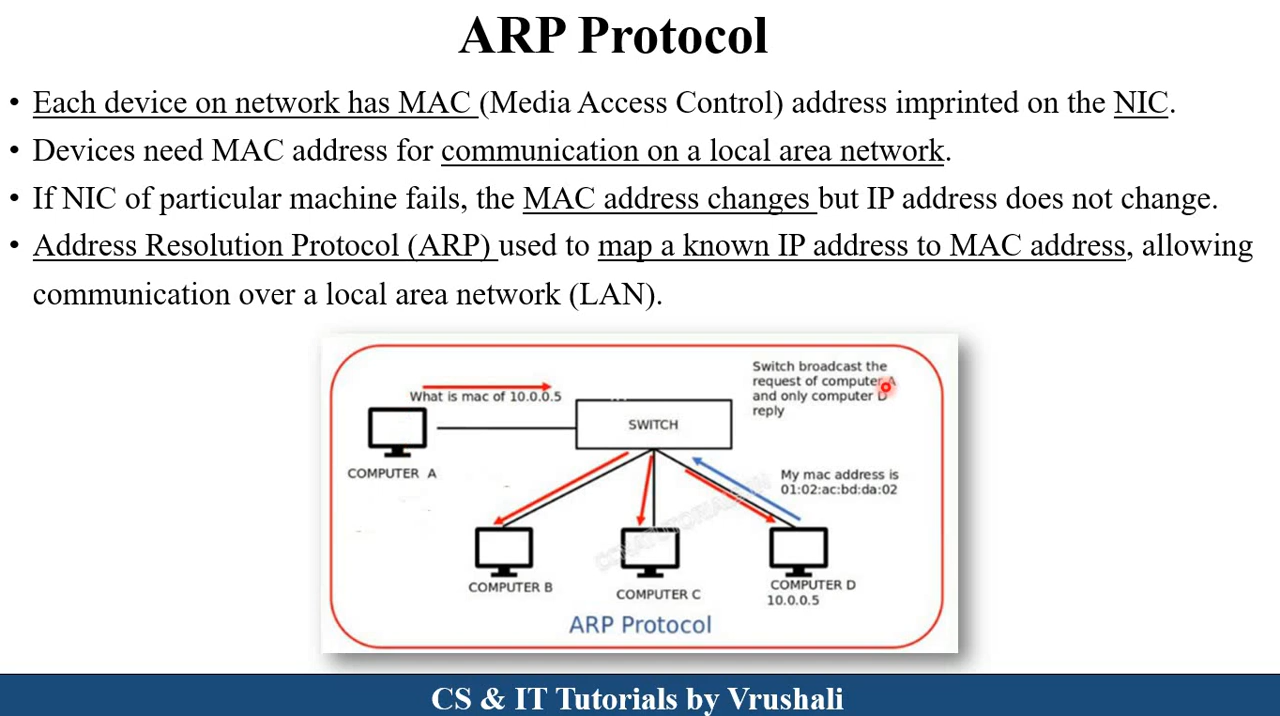 ARP Protocol
• Each device on network has MAC (Media Access Control) address imprinted on the NIC.
• Devices need MAC address for communication on a local area network.
• If NIC of particular machine fails, the MAC address changes but IP address does not change.
• Address Resolution Protocol (ARP) used to map a known IP address to MAC address, allowing
communication over a local area network (LAN).
Switch broadcast the
request of computer A
and only computer D
reply
What is mac of 10.0.0.5
SWITCH
COMPUTER A
My mac address is
01:02:ac:bd:da:02
COMPUTER B
COMPUTER C
COMPUTER D
10.0.0.5
ARP Protocol
CS & IT Tutorials by Vrushali